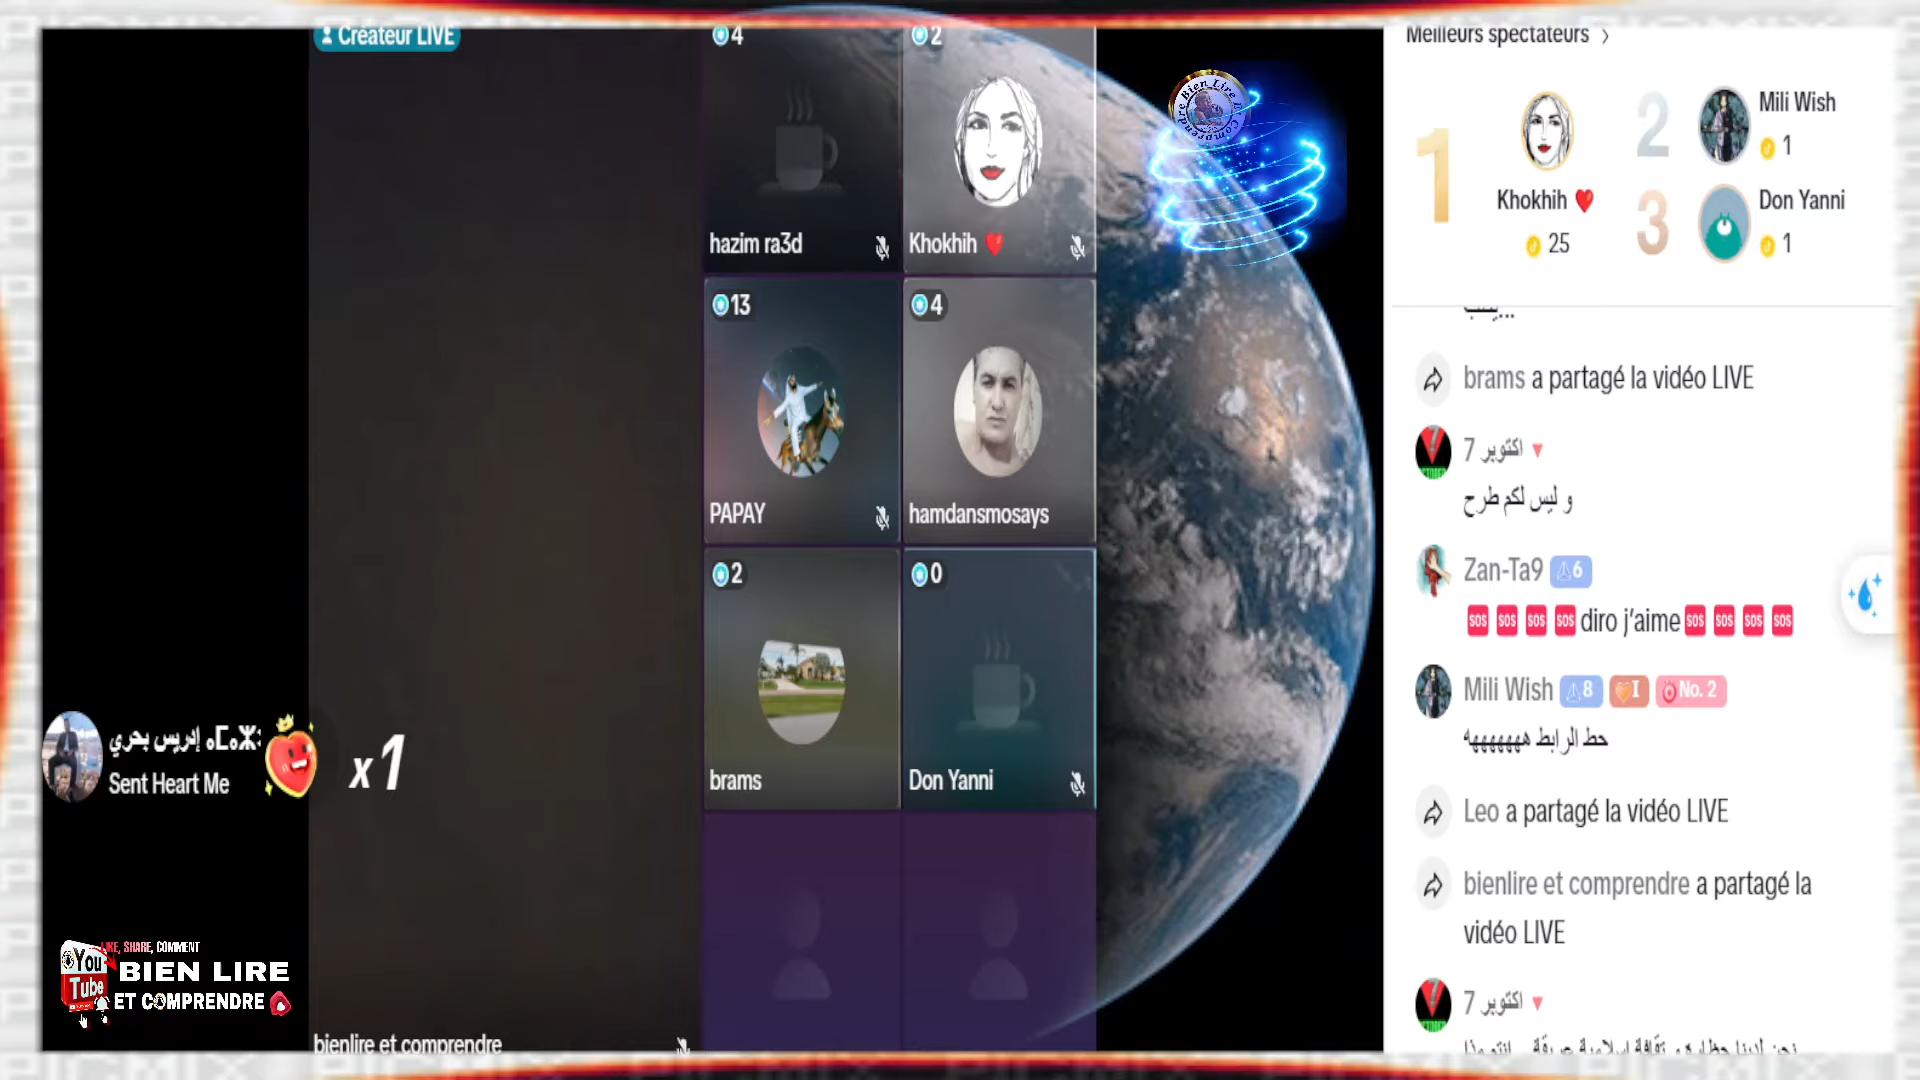 Créateur LIVE
4
2
hazim ra3d
Khokhih ❤️
13
4
PAPAY
hamdansmosays
2
0
brams
Don Yanni
إدريس بحري
Sent Heart Me
x1
LIKE, SHARE, COMMENT
You
Tube
BIEN LIRE
ET COMPRENDRE
bienlire et comprendre
Bien Lire Et Comprendre
Meilleurs spectateurs >
1
Khokhih ❤️
25
2
Mili Wish
1
3
Don Yanni
1
brams a partagé la vidéo LIVE
7 اكتوبر 🔻
و ليس لكم طرح
Zan-Ta9 6
🆘🆘🆘🆘diro j'aime🆘🆘🆘🆘
Mili Wish 8 I No. 2
حط الرابط هههههههه
Leo a partagé la vidéo LIVE
bienlire et comprendre a partagé la
vidéo LIVE
7 اكتوبر 🔻